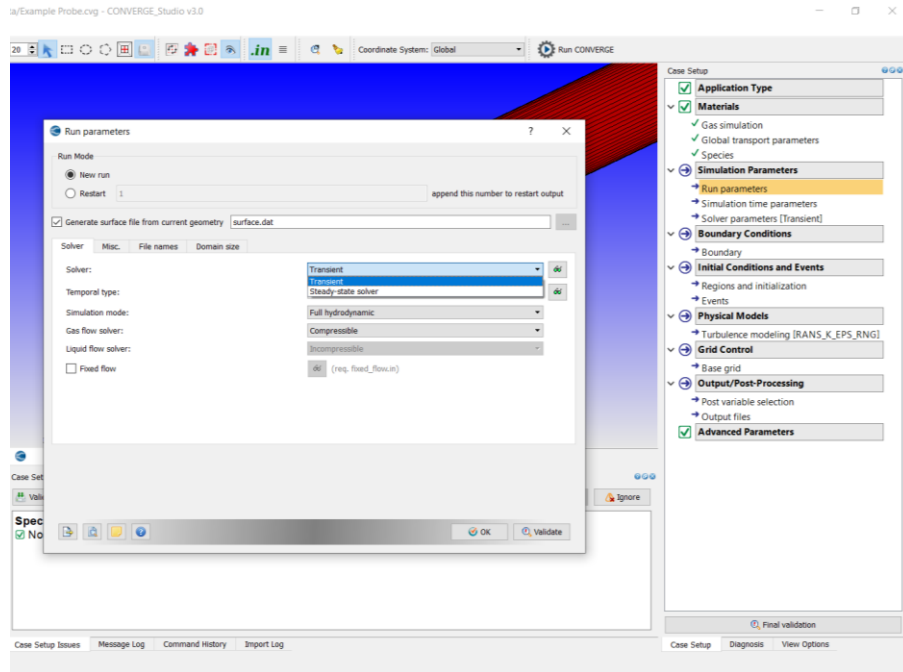 ta/Example Probe.cvg - CONVERGE_Studio v3.0
20
.in
Coordinate System: Global
Run CONVERGE
Case Setup
Application Type
Materials
Gas simulation
Global transport parameters
Species
Simulation Parameters
Run parameters
Simulation time parameters
Solver parameters [Transient]
Boundary Conditions
Boundary
Initial Conditions and Events
Regions and initialization
Events
Physical Models
Turbulence modeling [RANS_K_EPS_RNG]
Grid Control
Base grid
Output/Post-Processing
Post variable selection
Output files
Advanced Parameters
Final validation
Case Setup Diagnosis View Options
Run parameters
?
Run Mode
New run
Restart 1 append this number to restart output
Generate surface file from current geometry surface.dat
...
Solver Misc. File names Domain size
Solver: Transient
Transient
Steady-state solver
Temporal type:
Simulation mode: Full hydrodynamic
Gas flow solver: Compressible
Liquid flow solver: Incompressible
Fixed flow (req. fixed_flow.in)
OK Validate
Case Set
Vali
Ignore
Spec
No
Case Setup Issues Message Log Command History Import Log